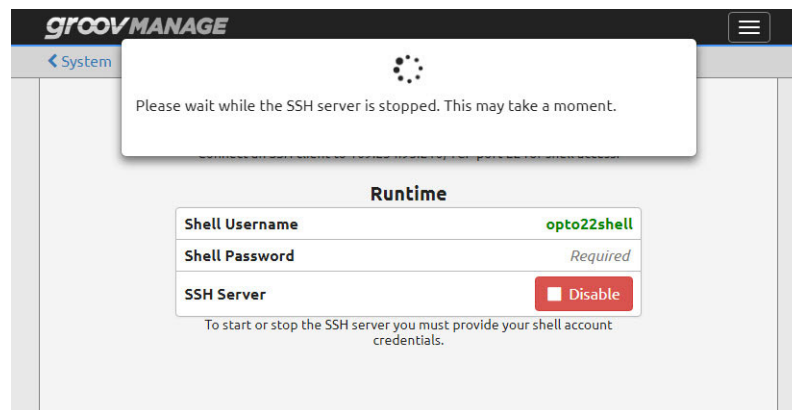 groovMANAGE
System
Please wait while the SSH server is stopped. This may take a moment.
Runtime
Shell Username opto22shell
Shell Password Required
SSH Server Disable
To start or stop the SSH server you must provide your shell account
credentials.